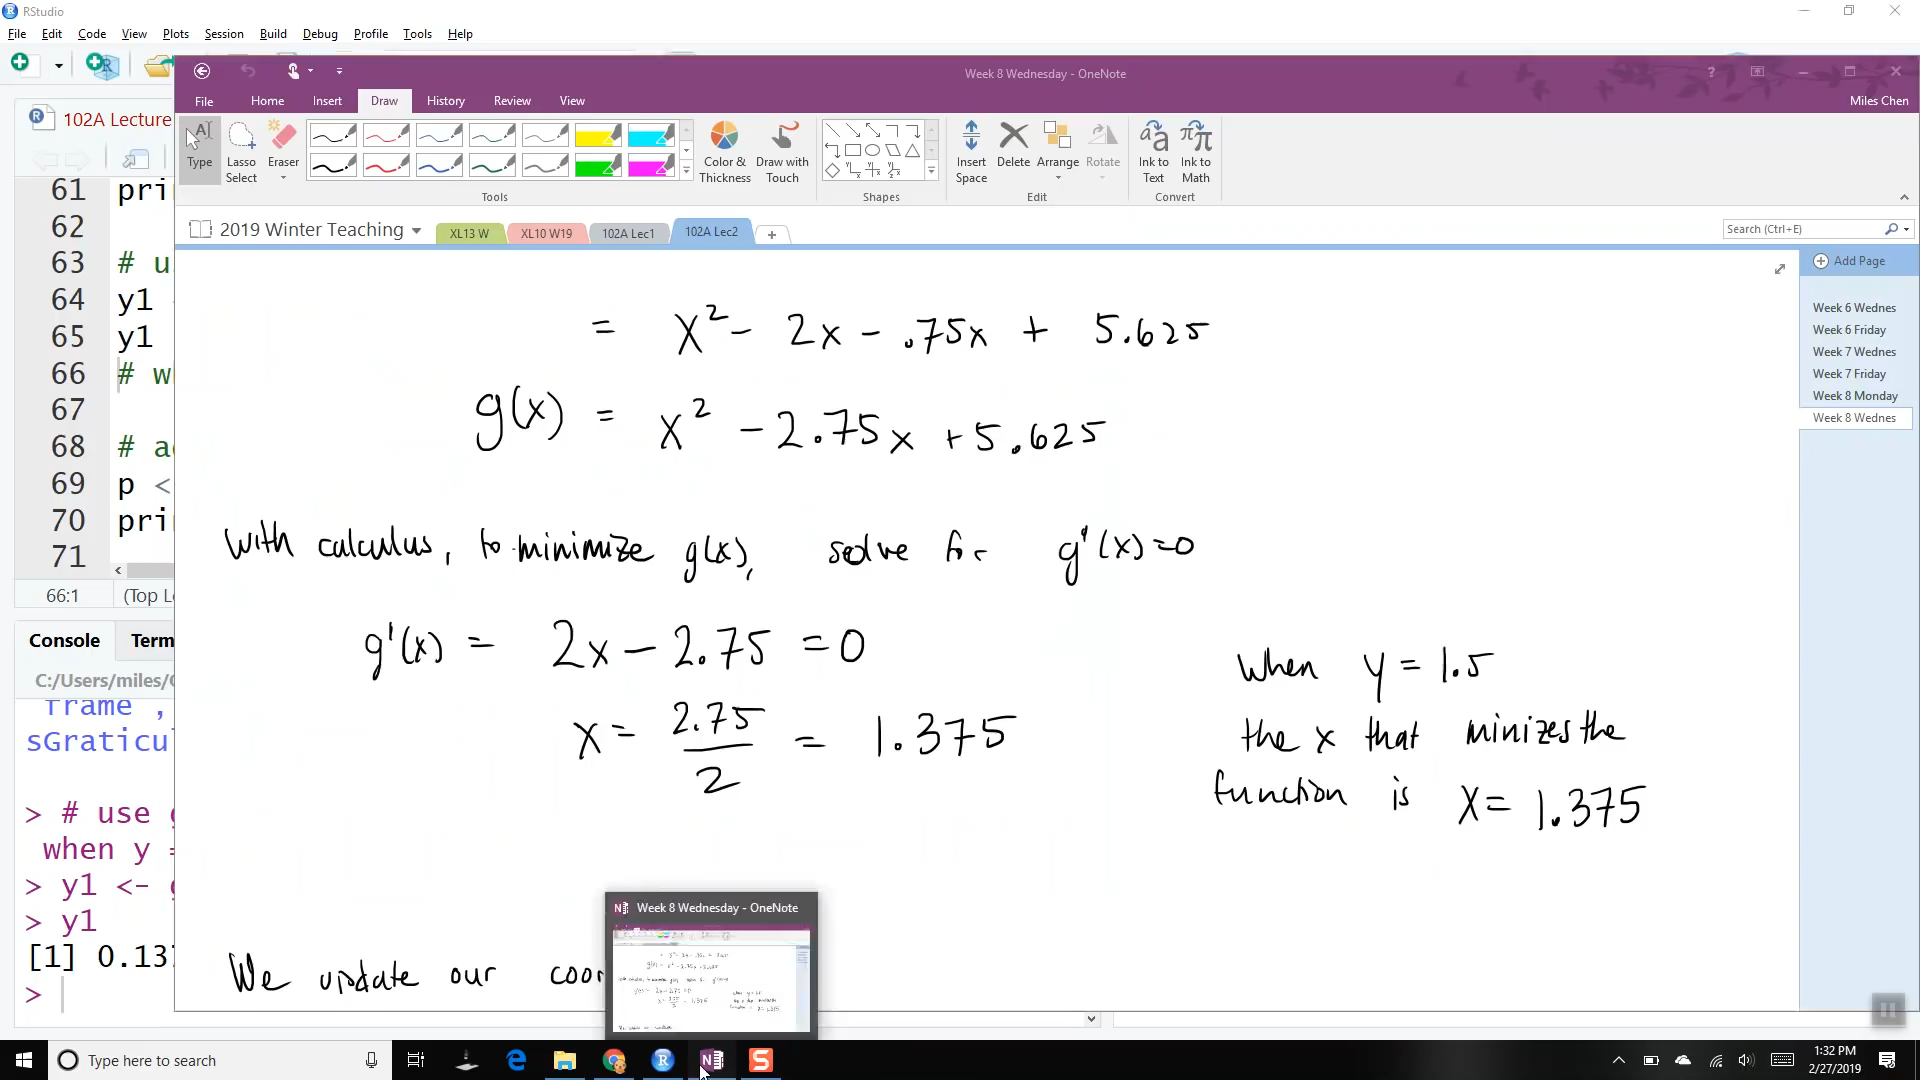 RStudio
File Edit Code View Plots Session Build Debug Profile Tools Help
Week 8 Wednesday - OneNote
File Home Insert Draw History Review View
Miles Chen
Type
Lasso Select
Eraser
Color & Thickness
Draw with Touch
Insert Space
Delete
Arrange
Rotate
Ink to Text
Ink to Math
Tools
Shapes
Edit
Convert
2019 Winter Teaching
XL13 W
XL10 W19
102A Lec1
102A Lec2
Search (Ctrl+E)
Add Page
Week 6 Wednes
Week 6 Friday
Week 7 Wednes
Week 7 Friday
Week 8 Monday
Week 8 Wednes
102A Lecture
61 pri
62
63 # u
64 y1
65 y1
66 # w
67
68 # a
69 p <
70 pri
71
66:1 (Top L
Console Term
C:/Users/miles/
frame ,
sGraticul
> # use g
when y =
> y1 <- g
> y1
[1] 0.137
>
= x² - 2x - .75x + 5.625
g(x) = x² - 2.75x + 5.625
With calculus, to minimize g(x), solve for g'(x)=0
g'(x) = 2x - 2.75 = 0
x = 2.75/2 = 1.375
when y = 1.5
the x that minizes the
function is x = 1.375
We update our coor
Week 8 Wednesday - OneNote
Type here to search
1:32 PM
2/27/2019